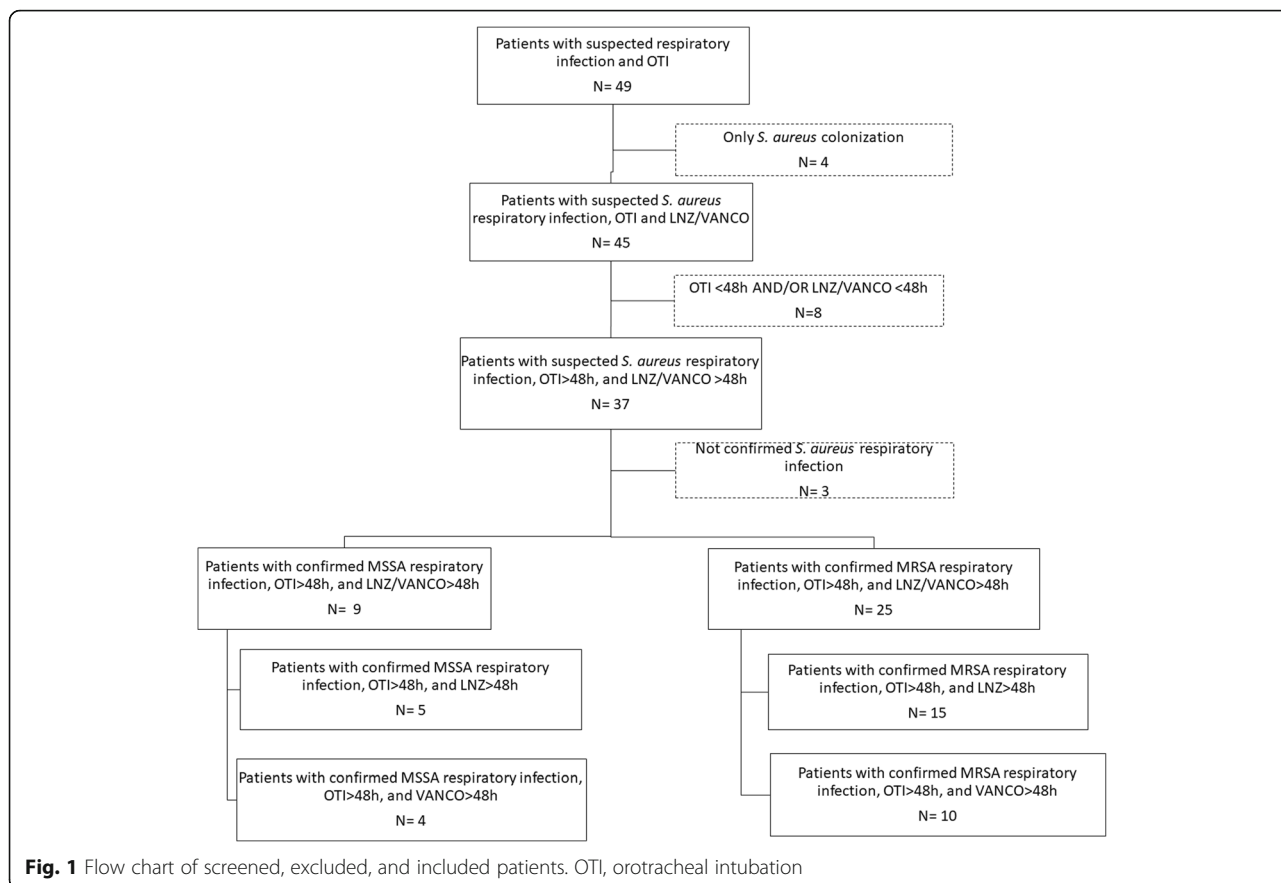 Patients with suspected respiratory
infection and OTI
N= 49
Only S. aureus colonization
N= 4
Patients with suspected S. aureus
respiratory infection, OTI and LNZ/VANCO
N= 45
OTI <48h AND/OR LNZ/VANCO <48h
N=8
Patients with suspected S. aureus respiratory
infection, OTI>48h, and LNZ/VANCO >48h
N= 37
Not confirmed S. aureus respiratory
infection
N= 3
Patients with confirmed MSSA respiratory
infection, OTI>48h, and LNZ/VANCO>48h
N= 9
Patients with confirmed MRSA respiratory
infection, OTI>48h, and LNZ/VANCO>48h
N= 25
Patients with confirmed MSSA respiratory
infection, OTI>48h, and LNZ>48h
N= 5
Patients with confirmed MRSA respiratory
infection, OTI>48h, and LNZ>48h
N= 15
Patients with confirmed MSSA respiratory infection,
OTI>48h, and VANCO>48h
N= 4
Patients with confirmed MRSA respiratory
infection, OTI>48h, and VANCO>48h
N= 10
Fig. 1 Flow chart of screened, excluded, and included patients. OTI, orotracheal intubation